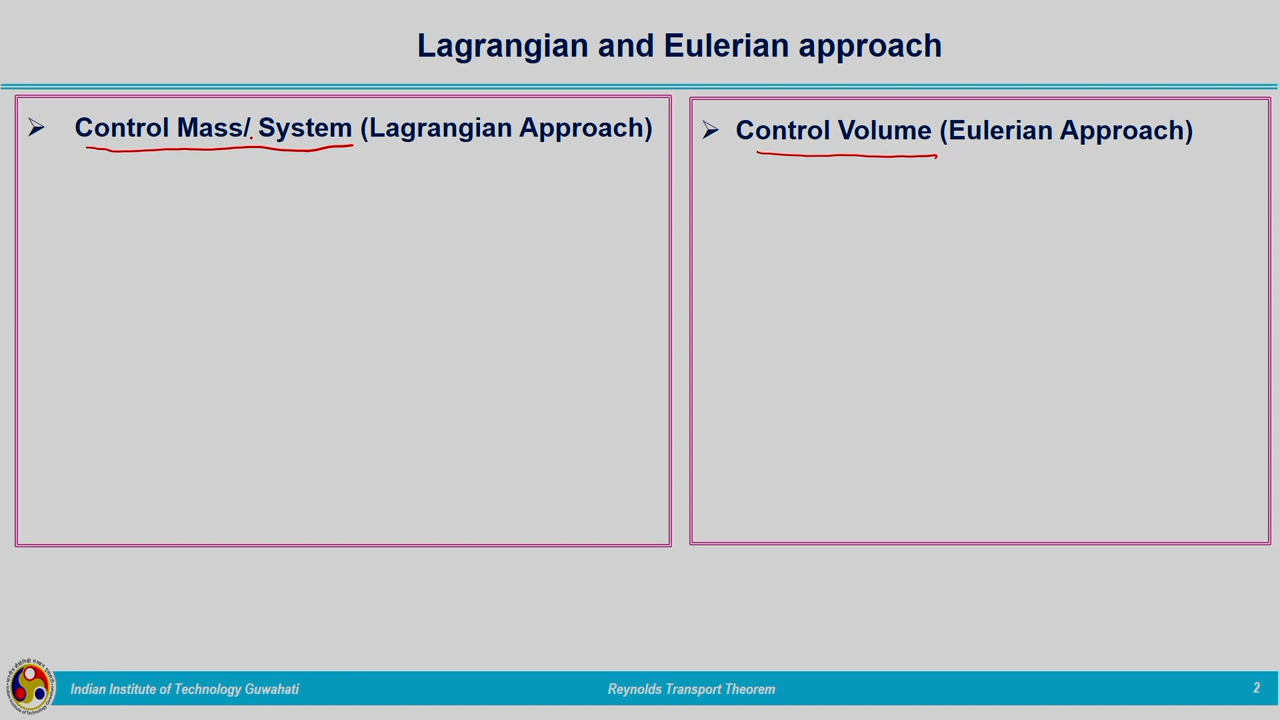 Lagrangian and Eulerian approach
➢ Control Mass/ System (Lagrangian Approach)
➢ Control Volume (Eulerian Approach)
Indian Institute of Technology Guwahati
Reynolds Transport Theorem
2